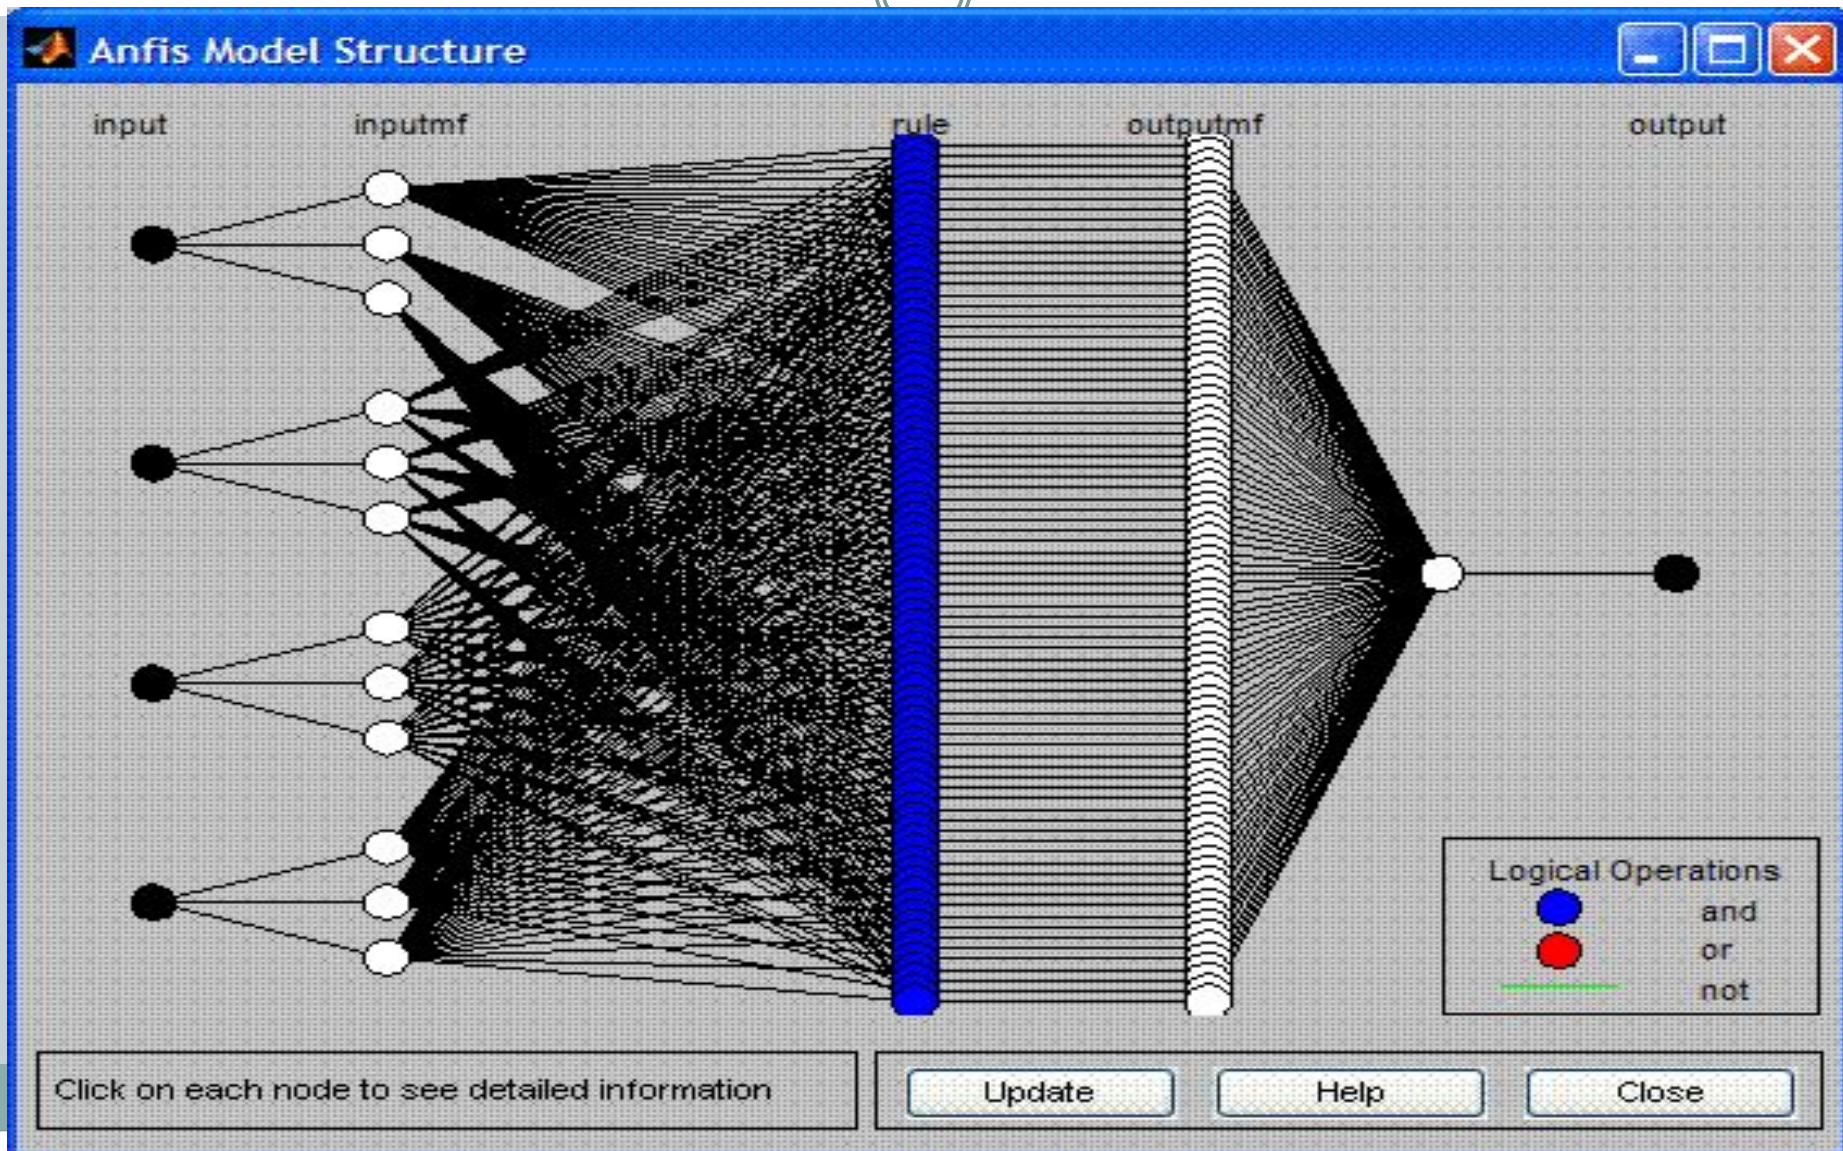 Anfis Model Structure
input inputmf rule outputmf output
Logical Operations
and
or
not
Click on each node to see detailed information
Update Help Close